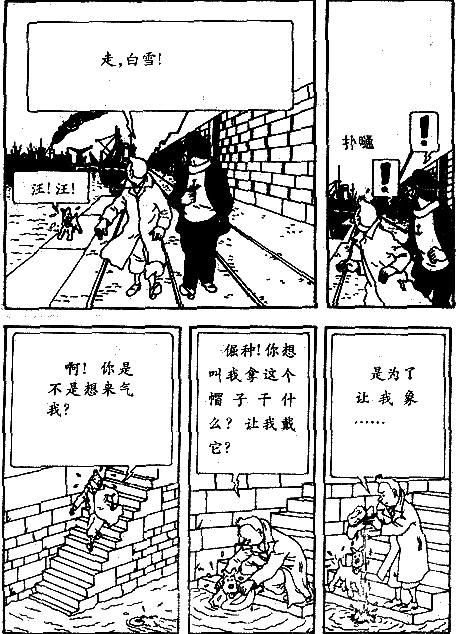 走,白雪!
汪!汪!
扑嗵
!
!
啊! 你是
不是想来气
我?
倔种!你想
叫我拿这个
帽子干什
么? 让我戴
它?
是为了
让我象
……